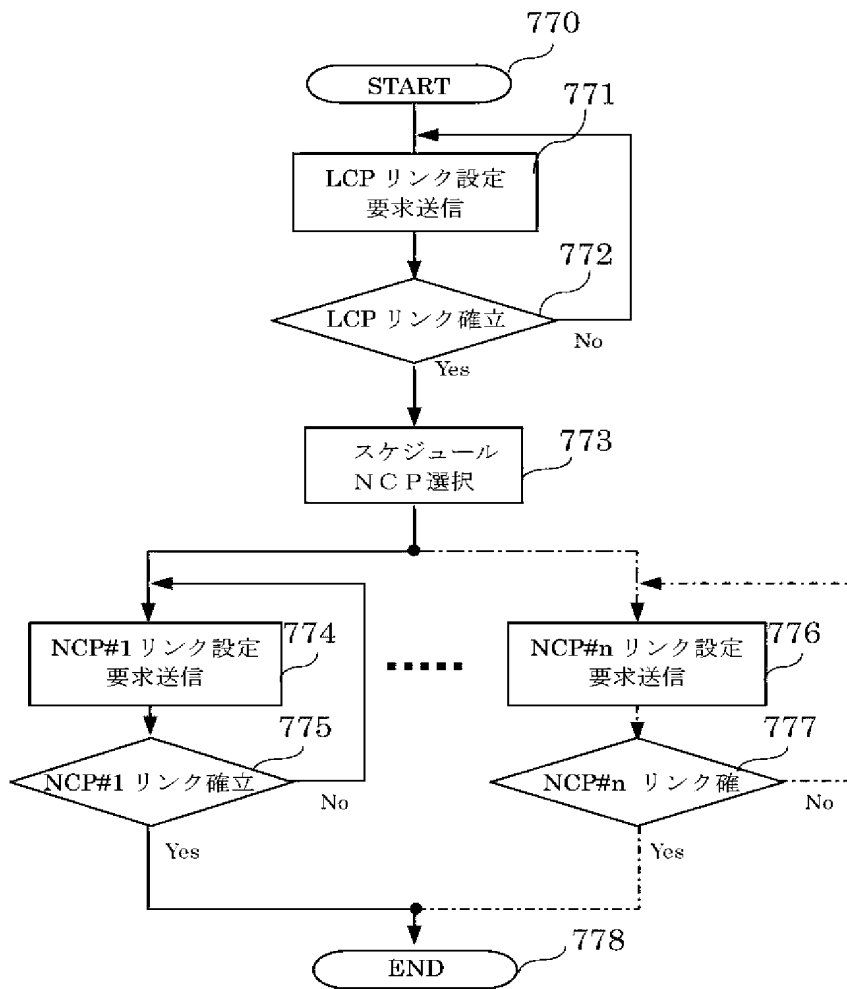 770
START
771
LCP リンク設定
要求送信
772
LCP リンク確立
No
Yes
スケジュール
NCP選択
773
NCP#1 リンク設定
要求送信
774
NCP#n リンク設定
要求送信
776
775
NCP#1 リンク確立
No
Yes
777
NCP#n リンク確
No
Yes
778
END